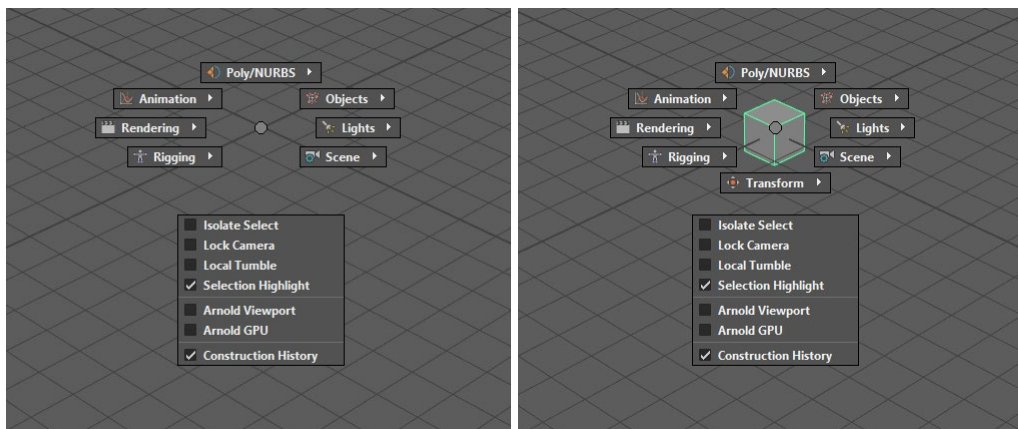 Poly/NURBS
Animation
Objects
Rendering
Lights
Rigging
Scene
Isolate Select
Lock Camera
Local Tumble
Selection Highlight
Arnold Viewport
Arnold GPU
Construction History
Poly/NURBS
Animation
Objects
Rendering
Lights
Rigging
Scene
Transform
Isolate Select
Lock Camera
Local Tumble
Selection Highlight
Arnold Viewport
Arnold GPU
Construction History